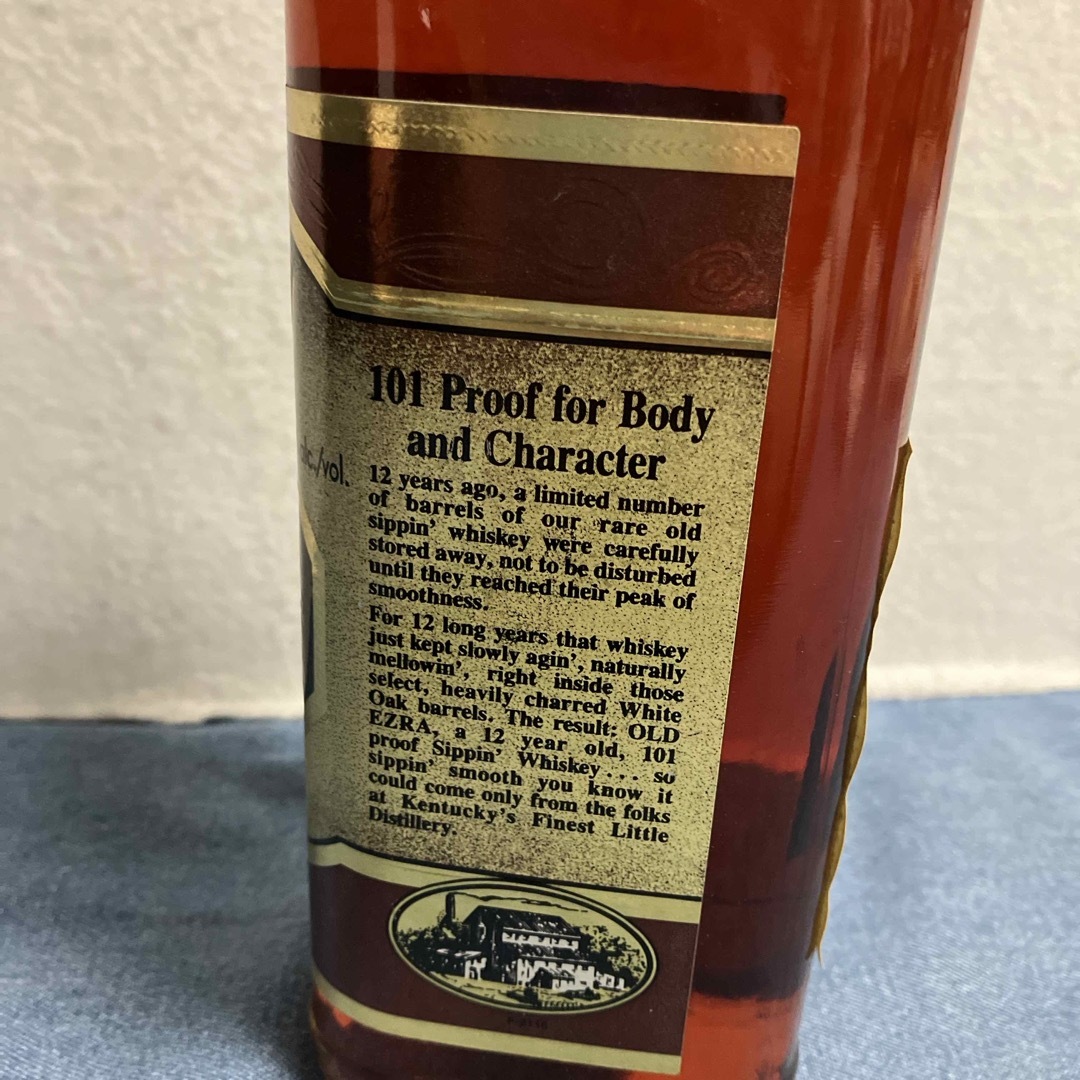 101 Proof for Body
and Character
lc./vol.
12 years ago, a limited number
of barrels of our rare old
sippin' whiskey were carefully
stored away, not to be disturbed
until they reached their peak of
smoothness.
For 12 long years that whiskey
just kept slowly agin', naturally
mellowin', right inside those
select, heavily charred White
Oak barrels. The result: OLD
EZRA, a 12 year old, 101
proof Sippin' Whiskey... so
sippin' smooth you know it
could come only from the folks
at Kentucky's Finest Little
Distillery.